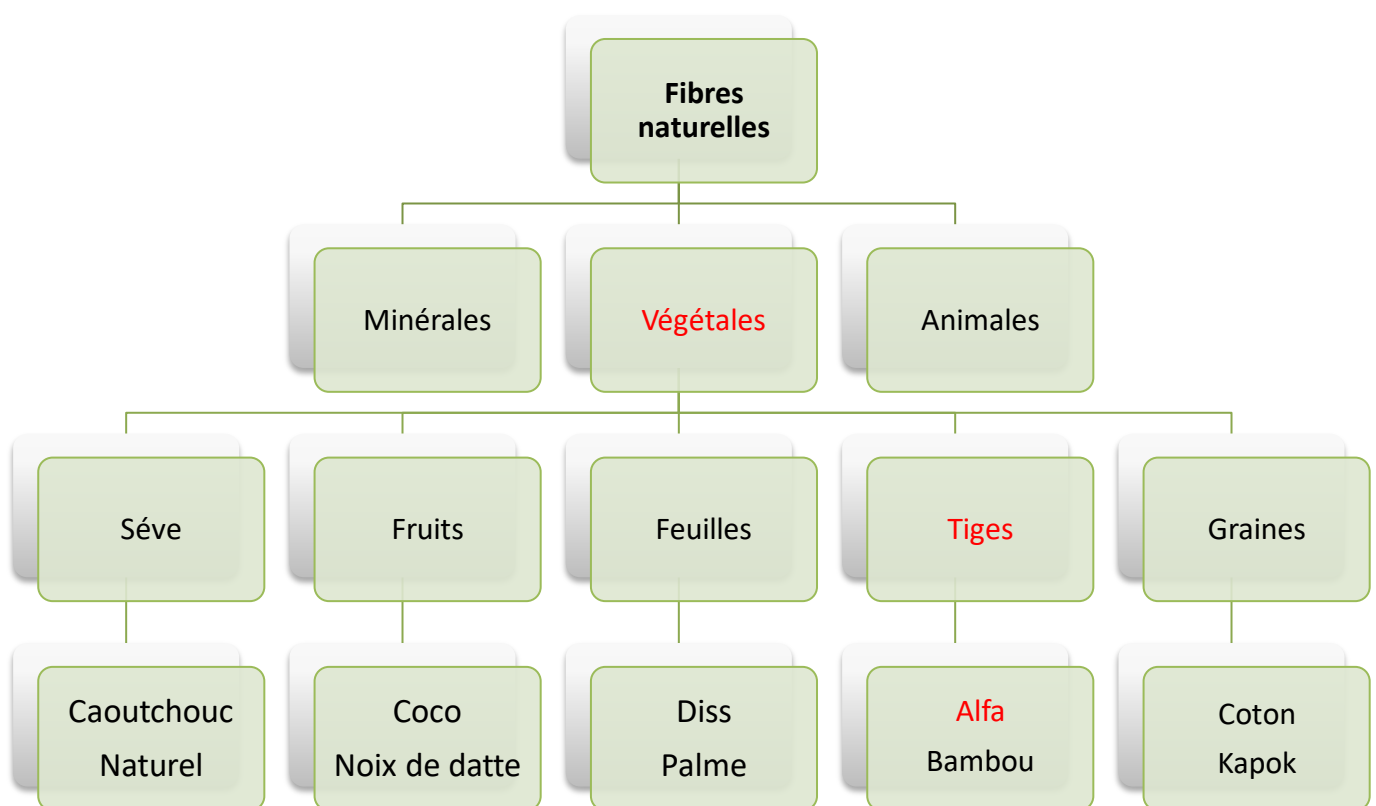 Fibres
naturelles
Minérales
Végétales
Animales
Séve
Fruits
Feuilles
Tiges
Graines
Caoutchouc
Naturel
Coco
Noix de datte
Diss
Palme
Alfa
Bambou
Coton
Kapok